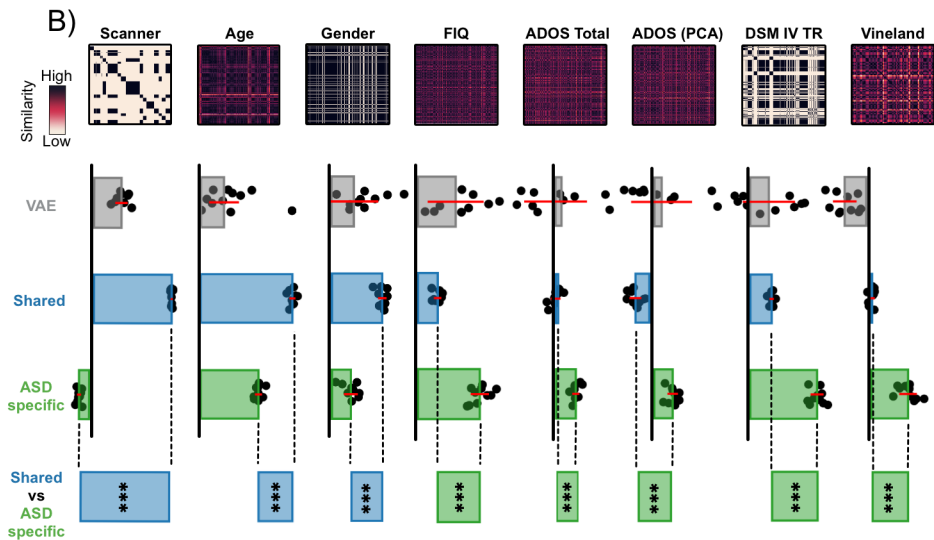 B)
Scanner Age Gender FIQ ADOS Total ADOS (PCA) DSM IV TR Vineland
Similarity
High
Low
VAE
Shared
ASD
specific
Shared
vs
ASD
specific
*** *** *** *** *** *** *** ***